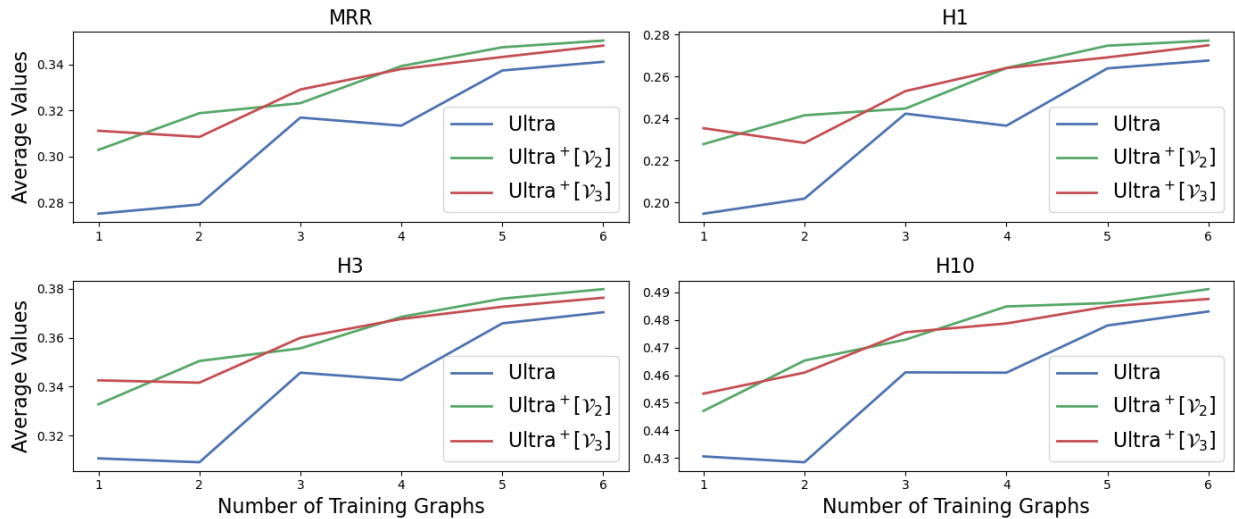 MRR
Average Values
0.34
0.32
0.30
0.28
1 2 3 4 5 6
Ultra
Ultra⁺[𝒱₂]
Ultra⁺[𝒱₃]
H1
0.28
0.26
0.24
0.22
0.20
1 2 3 4 5 6
Ultra
Ultra⁺[𝒱₂]
Ultra⁺[𝒱₃]
H3
Average Values
0.38
0.36
0.34
0.32
1 2 3 4 5 6
Number of Training Graphs
Ultra
Ultra⁺[𝒱₂]
Ultra⁺[𝒱₃]
H10
0.49
0.48
0.47
0.46
0.45
0.44
0.43
1 2 3 4 5 6
Number of Training Graphs
Ultra
Ultra⁺[𝒱₂]
Ultra⁺[𝒱₃]